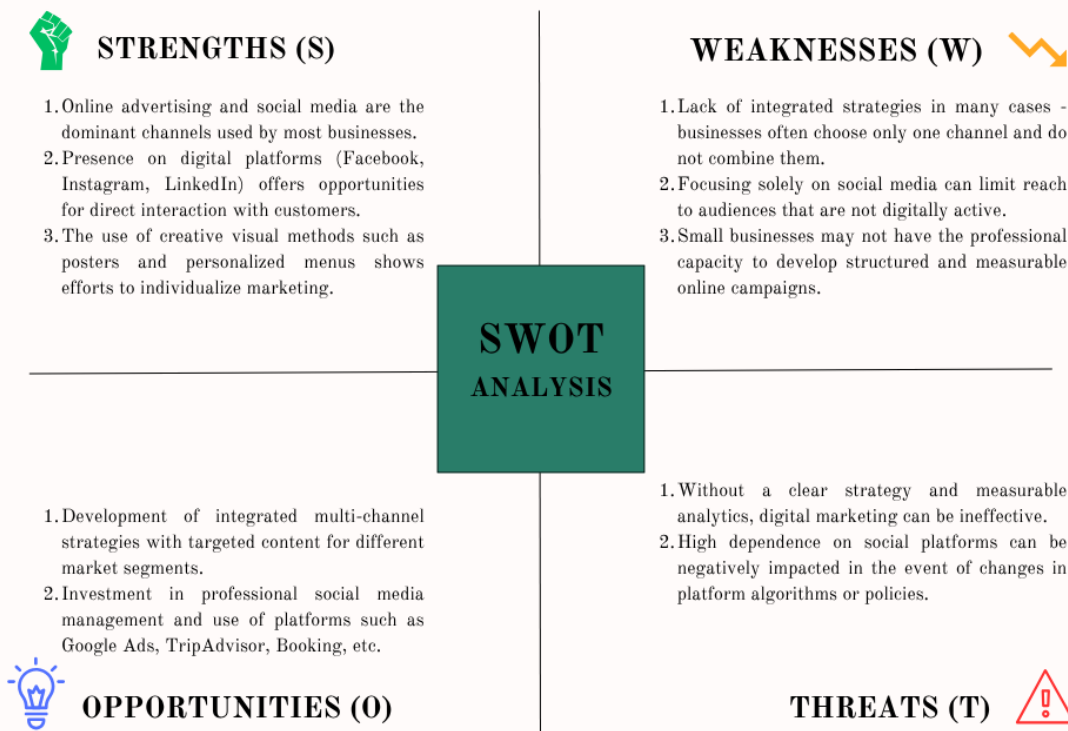 STRENGTHS (S)
1. Online advertising and social media are the
dominant channels used by most businesses.
2. Presence on digital platforms (Facebook,
Instagram, LinkedIn) offers opportunities
for direct interaction with customers.
3. The use of creative visual methods such as
posters and personalized menus shows
efforts to individualize marketing.
WEAKNESSES (W)
1. Lack of integrated strategies in many cases -
businesses often choose only one channel and do
not combine them.
2. Focusing solely on social media can limit reach
to audiences that are not digitally active.
3. Small businesses may not have the professional
capacity to develop structured and measurable
online campaigns.
SWOT
ANALYSIS
1. Development of integrated multi-channel
strategies with targeted content for different
market segments.
2. Investment in professional social media
management and use of platforms such as
Google Ads, TripAdvisor, Booking, etc.
OPPORTUNITIES (O)
1. Without a clear strategy and measurable
analytics, digital marketing can be ineffective.
2. High dependence on social platforms can be
negatively impacted in the event of changes in
platform algorithms or policies.
THREATS (T)